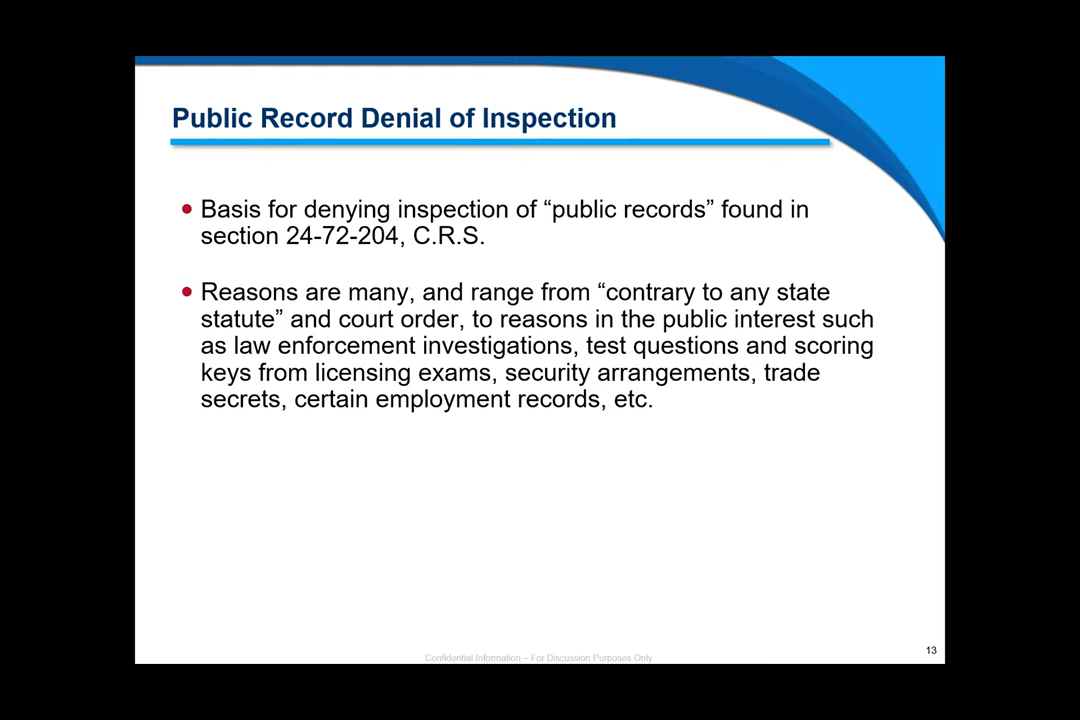 Public Record Denial of Inspection
• Basis for denying inspection of “public records” found in
section 24-72-204, C.R.S.
• Reasons are many, and range from “contrary to any state
statute” and court order, to reasons in the public interest such
as law enforcement investigations, test questions and scoring
keys from licensing exams, security arrangements, trade
secrets, certain employment records, etc.
13
Confidential Information – For Discussion Purposes Only